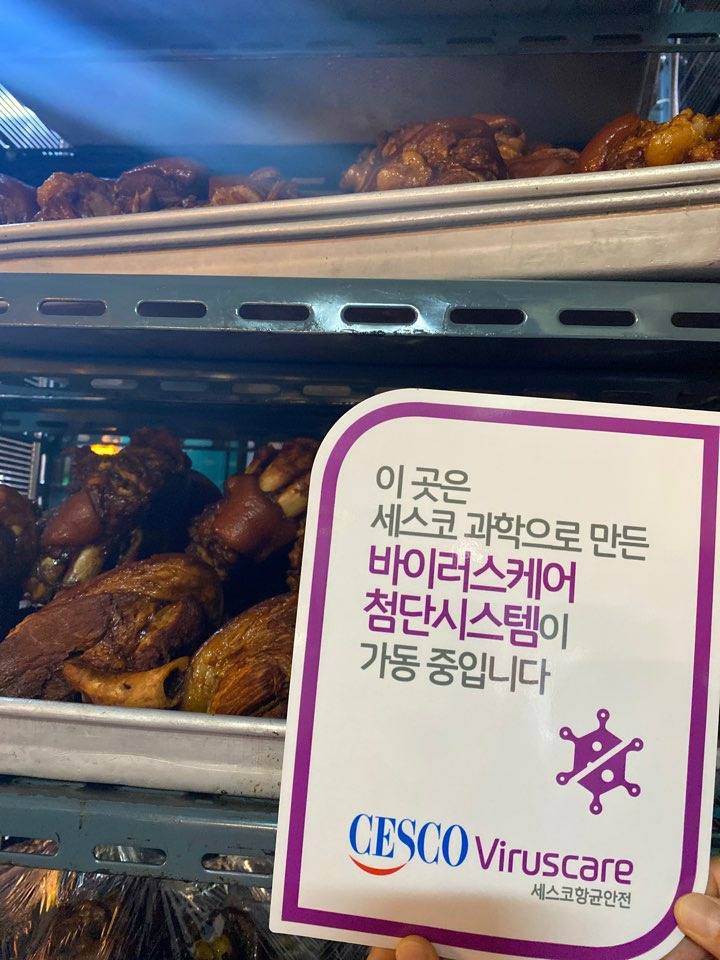 이 곳은
세스코 과학으로 만든
바이러스케어
첨단시스템이
가동 중입니다
CESCO Viruscare
세스코항균안전